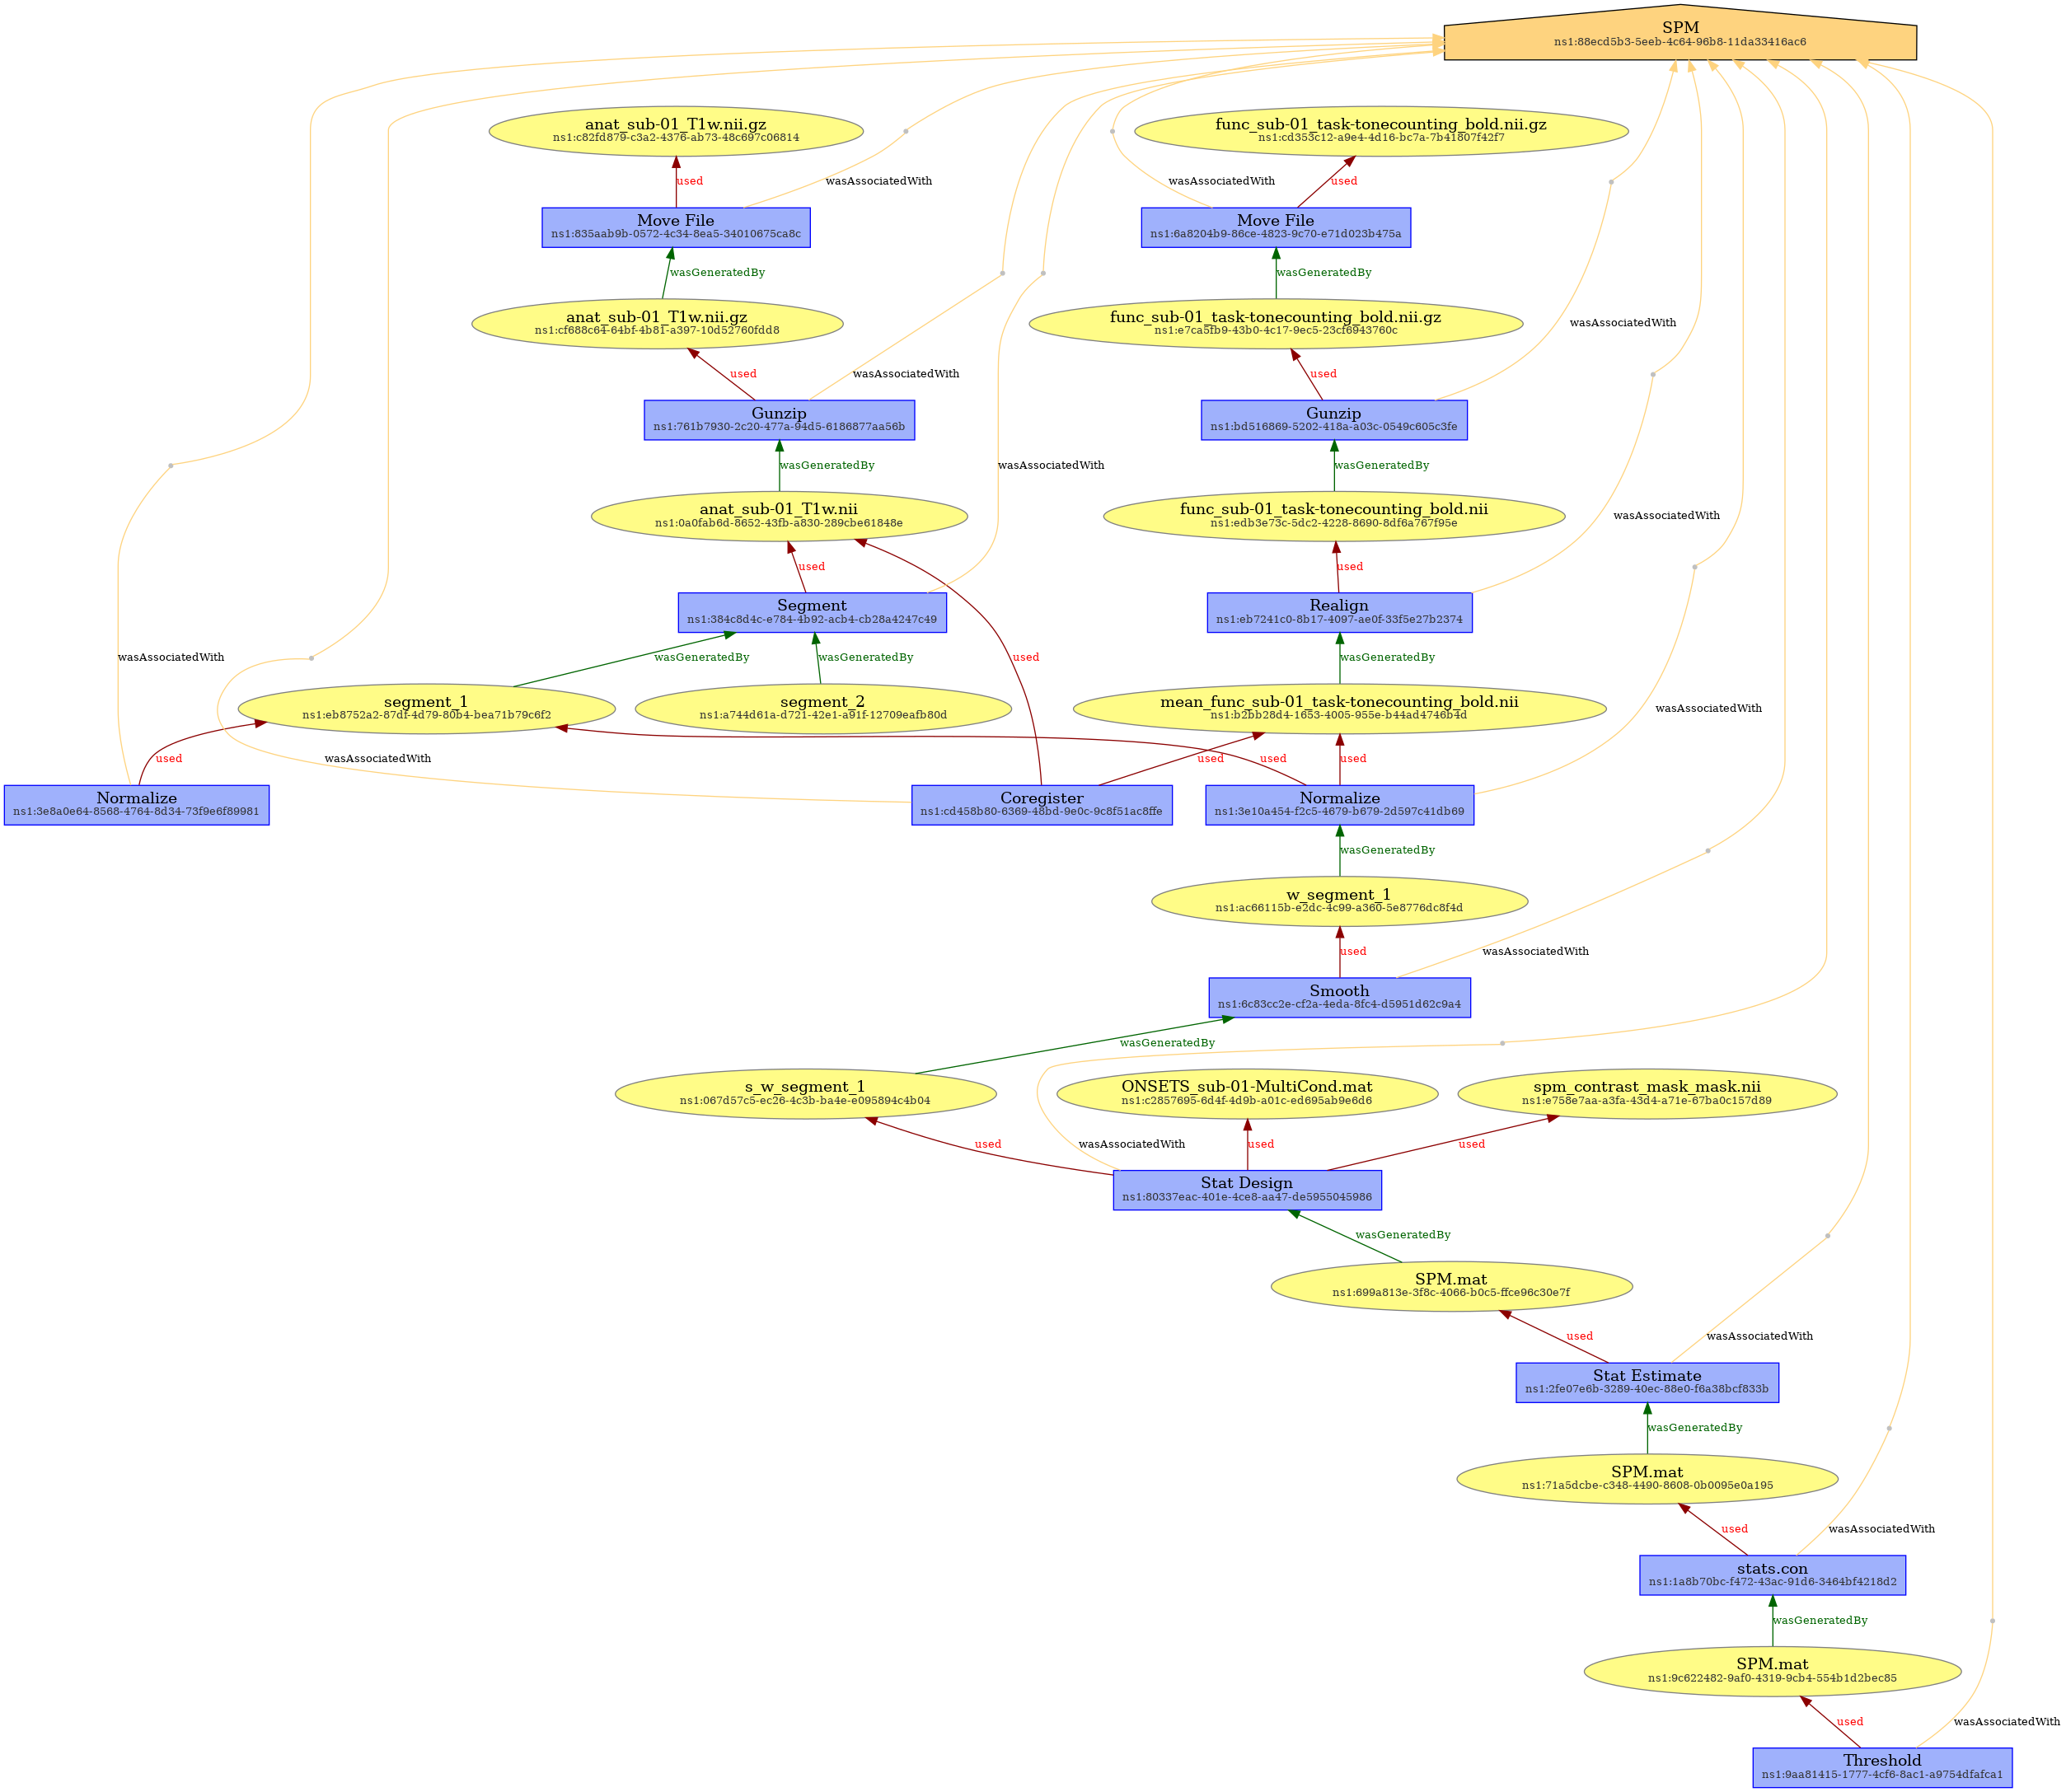 SPM
ns1:88ecd5b3-5eeb-4c64-96b8-11da33416ac6
anat_sub-01_T1w.nii.gz
ns1:c82fd879-c3a2-4376-ab73-48c697c06814
func_sub-01_task-tonecounting_bold.nii.gz
ns1:cd353c12-a9e4-4d16-bc7a-7b41807f42f7
used
wasAssociatedWith
wasAssociatedWith
used
Move File
ns1:835aab9b-0572-4c34-8ea5-34010675ca8c
Move File
ns1:6a8204b9-86ce-4823-9c70-e71d023b475a
wasGeneratedBy
wasGeneratedBy
anat_sub-01_T1w.nii.gz
ns1:cf688c64-64bf-4b81-a397-10d52760fdd8
func_sub-01_task-tonecounting_bold.nii.gz
ns1:e7ca5fb9-43b0-4c17-9ec5-23cf6943760c
wasAssociatedWith
used
wasAssociatedWith
used
Gunzip
ns1:761b7930-2c20-477a-94d5-6186877aa56b
Gunzip
ns1:bd516869-5202-418a-a03c-0549c605c3fe
wasGeneratedBy
wasAssociatedWith
wasGeneratedBy
anat_sub-01_T1w.nii
ns1:0a0fab6d-8652-43fb-a830-289cbe61848e
func_sub-01_task-tonecounting_bold.nii
ns1:edb3e73c-5dc2-4228-8690-8df6a767f95e
wasAssociatedWith
used
used
Segment
ns1:384c8d4c-e784-4b92-acb4-cb28a4247c49
Realign
ns1:eb7241c0-8b17-4097-ae0f-33f5e27b2374
wasAssociatedWith
wasGeneratedBy
wasGeneratedBy
used
wasGeneratedBy
segment_1
ns1:eb8752a2-87df-4d79-80b4-bea71b79c6f2
segment_2
ns1:a744d61a-d721-42e1-a91f-12709eafb80d
mean_func_sub-01_task-tonecounting_bold.nii
ns1:b2bb28d4-1653-4005-955e-b44ad4746b4d
wasAssociatedWith
used
wasAssociatedWith
used
used
used
Normalize
ns1:3e8a0e64-8568-4764-8d34-73f9e6f89981
Coregister
ns1:cd458b80-6369-48bd-9e0c-9c8f51ac8ffe
Normalize
ns1:3e10a454-f2c5-4679-b679-2d597c41db69
wasGeneratedBy
w_segment_1
ns1:ac66115b-e2dc-4c99-a360-5e8776dc8f4d
used
wasAssociatedWith
Smooth
ns1:6c83cc2e-cf2a-4eda-8fc4-d5951d62c9a4
wasGeneratedBy
s_w_segment_1
ns1:067d57c5-ec26-4c3b-ba4e-e095894c4b04
ONSETS_sub-01-MultiCond.mat
ns1:c2857695-6d4f-4d9b-a01c-ed695ab9e6d6
spm_contrast_mask_mask.nii
ns1:e758e7aa-a3fa-43d4-a71e-67ba0c157d89
used
wasAssociatedWith
used
used
Stat Design
ns1:80337eac-401e-4ce8-aa47-de5955045986
wasGeneratedBy
SPM.mat
ns1:699a813e-3f8c-4066-b0c5-ffce96c30e7f
used
wasAssociatedWith
Stat Estimate
ns1:2fe07e6b-3289-40ec-88e0-f6a38bcf833b
wasGeneratedBy
SPM.mat
ns1:71a5dcbe-c348-4490-8608-0b0095e0a195
used
wasAssociatedWith
stats.con
ns1:1a8b70bc-f472-43ac-91d6-3464bf4218d2
wasGeneratedBy
SPM.mat
ns1:9c622482-9af0-4319-9cb4-554b1d2bec85
used
wasAssociatedWith
Threshold
ns1:9aa81415-1777-4cf6-8ac1-a9754dfafca1